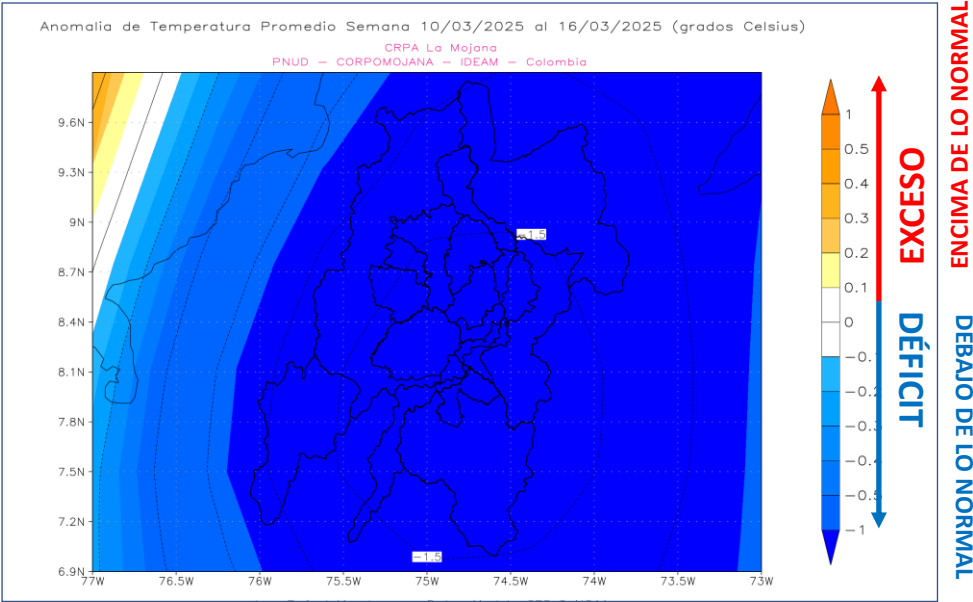 Anomalia de Temperatura Promedio Semana 10/03/2025 al 16/03/2025 (grados Celsius)
CRPA La Mojana
PNUD – CORPOMOJANA – IDEAM – Colombia
9.6N
9.3N
9N
8.7N
8.4N
8.1N
7.8N
7.5N
7.2N
6.9N
77W
76.5W
76W
75.5W
75W
74.5W
74W
73.5W
73W
−1.5
−1.5
1
0.5
0.4
0.3
0.2
0.1
0
−0.1
−0.2
−0.3
−0.4
−0.5
−1
EXCESO
DÉFICIT
ENCIMA DE LO NORMAL
DEBAJO DE LO NORMAL